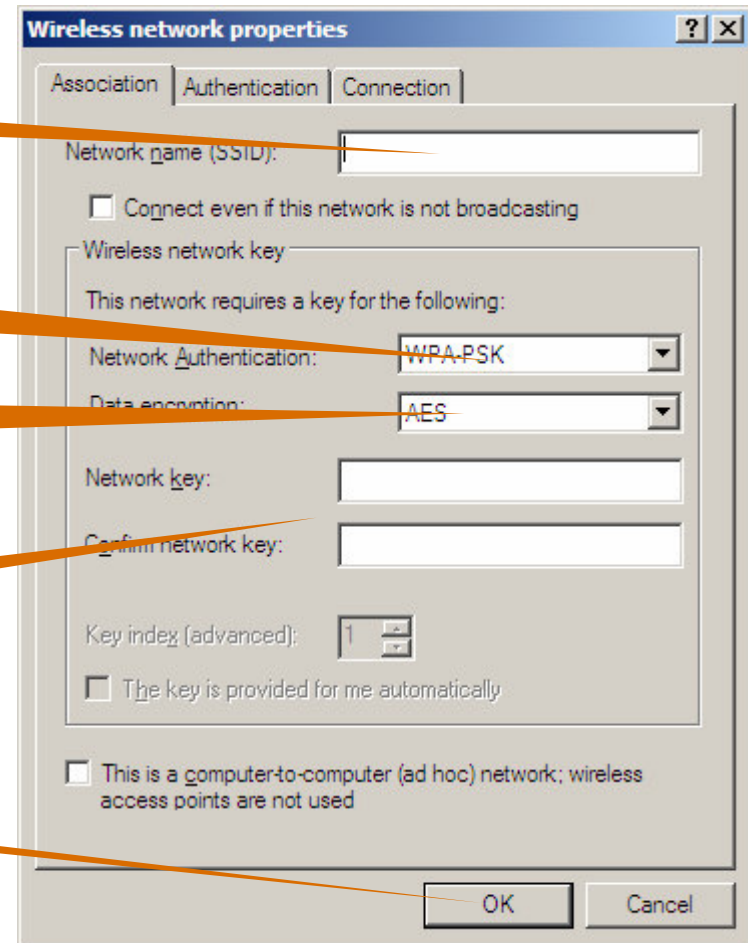 Wireless network properties
Association Authentication Connection
Network name (SSID):
Connect even if this network is not broadcasting
Wireless network key
This network requires a key for the following:
Network Authentication: WPA-PSK
Data encryption: AES
Network key:
Confirm network key:
Key index (advanced): 1
The key is provided for me automatically
This is a computer-to-computer (ad hoc) network; wireless
access points are not used
OK Cancel